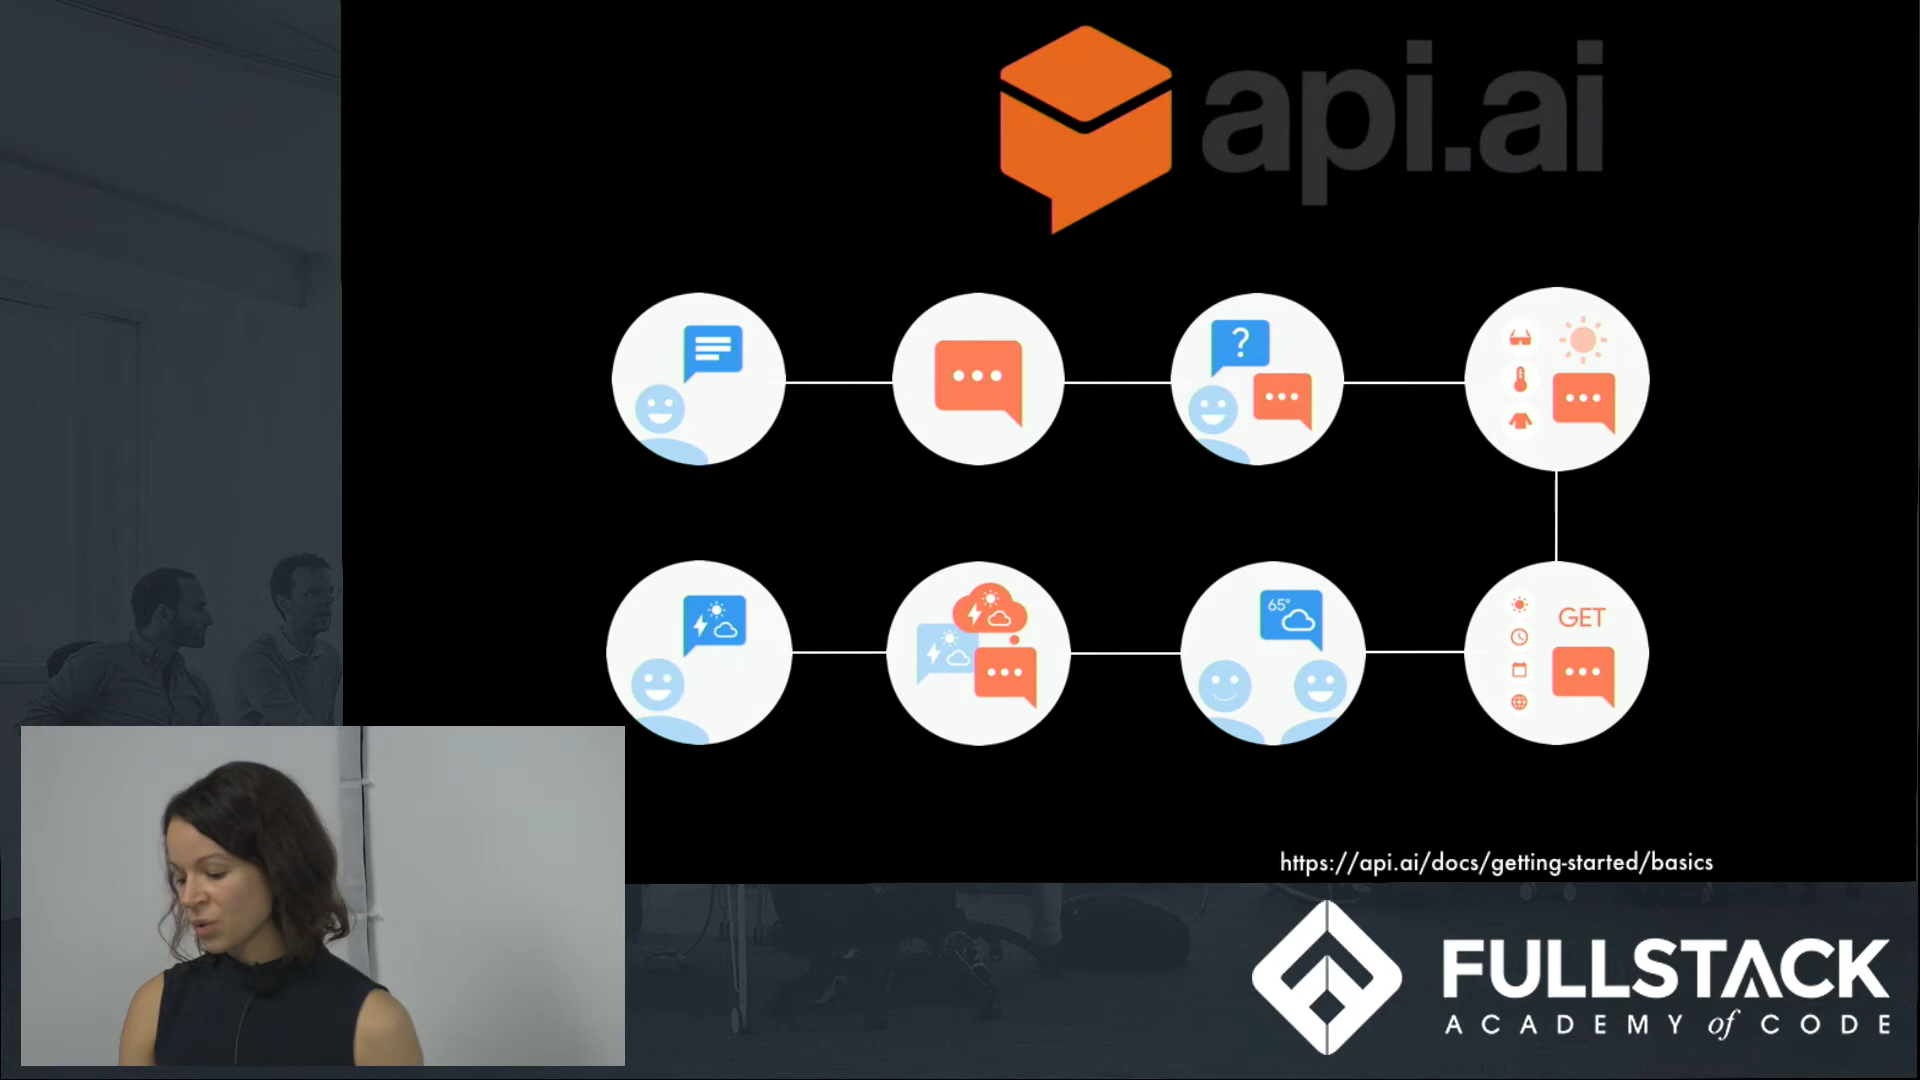 api.ai
?
65°
GET
https://api.ai/docs/getting-started/basics
FULLSTACK
ACADEMY of CODE